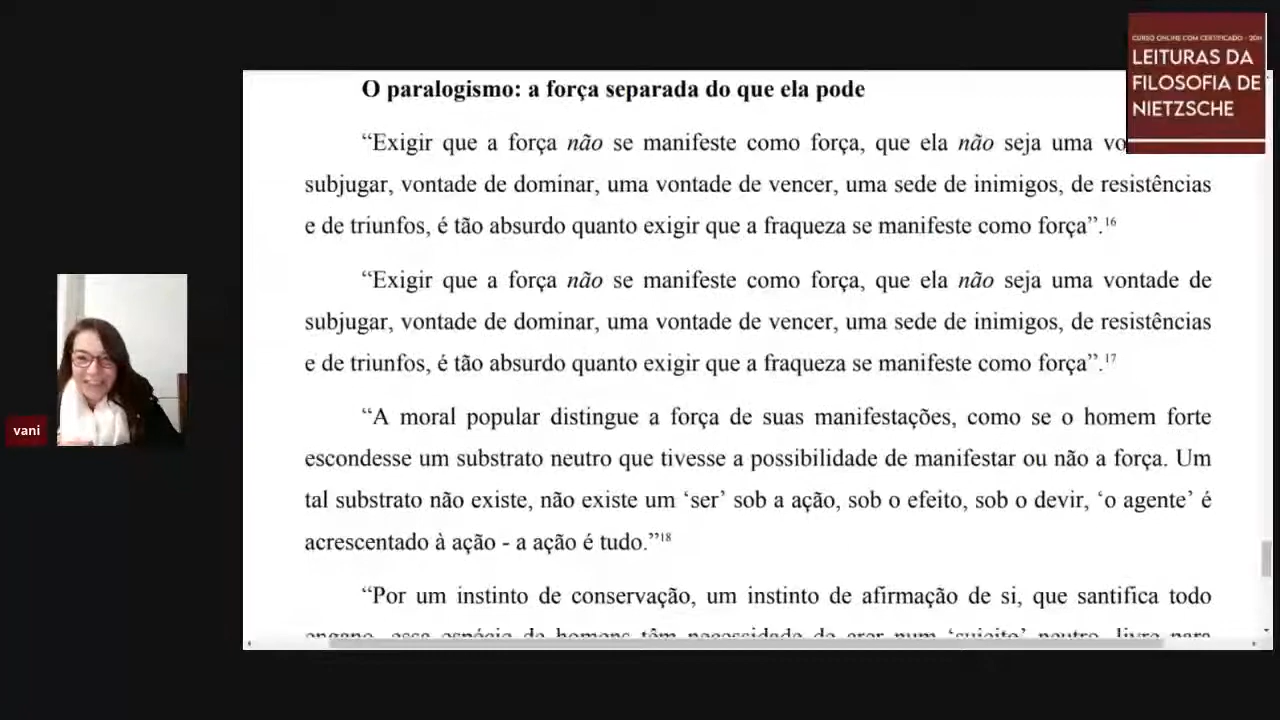 CURSO ONLINE COM CERTIFICADO - 20H
LEITURAS DA
FILOSOFIA DE
NIETZSCHE
O paralogismo: a força separada do que ela pode
“Exigir que a força não se manifeste como força, que ela não seja uma
subjugar, vontade de dominar, uma vontade de vencer, uma sede de inimigos, de resistências
e de triunfos, é tão absurdo quanto exigir que a fraqueza se manifeste como força”.16
“Exigir que a força não se manifeste como força, que ela não seja uma vontade de
subjugar, vontade de dominar, uma vontade de vencer, uma sede de inimigos, de resistências
e de triunfos, é tão absurdo quanto exigir que a fraqueza se manifeste como força”.17
“A moral popular distingue a força de suas manifestações, como se o homem forte
escondesse um substrato neutro que tivesse a possibilidade de manifestar ou não a força. Um
tal substrato não existe, não existe um ‘ser’ sob a ação, sob o efeito, sob o devir, ‘o agente’ é
acrescentado à ação - a ação é tudo.”18
“Por um instinto de conservação, um instinto de afirmação de si, que santifica todo
vani